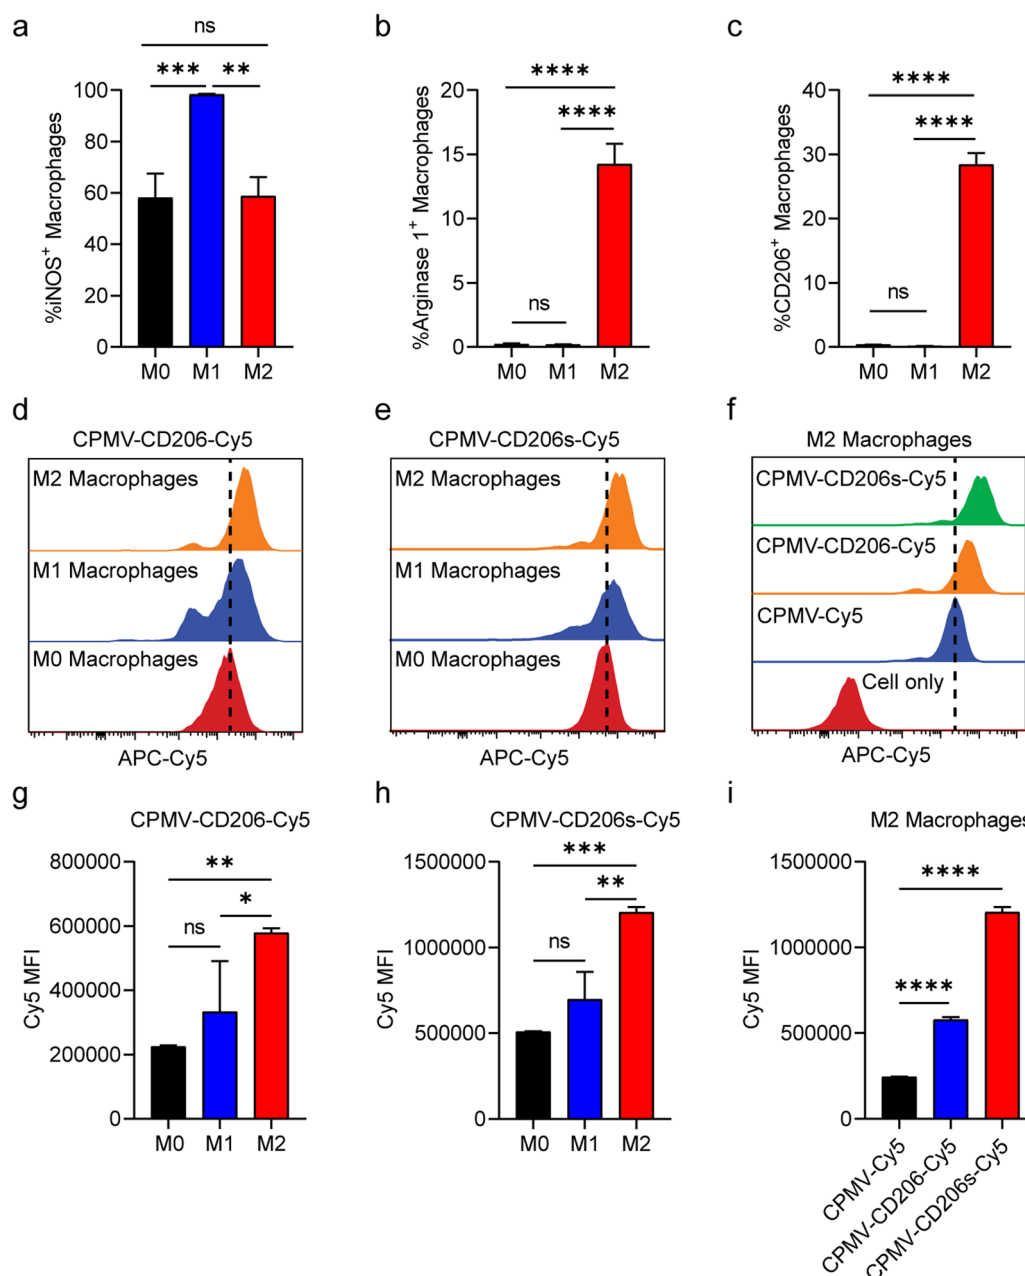 a
ns
***
**
%iNOS+ Macrophages
100
80
60
40
20
0
M0 M1 M2
b
****
****
ns
%Arginase 1+ Macrophages
20
15
10
5
0
M0 M1 M2
c
****
****
ns
%CD206+ Macrophages
40
30
20
10
0
M0 M1 M2
d
CPMV-CD206-Cy5
M2 Macrophages
M1 Macrophages
M0 Macrophages
APC-Cy5
e
CPMV-CD206s-Cy5
M2 Macrophages
M1 Macrophages
M0 Macrophages
APC-Cy5
f
M2 Macrophages
CPMV-CD206s-Cy5
CPMV-CD206-Cy5
CPMV-Cy5
Cell only
APC-Cy5
g
CPMV-CD206-Cy5
**
*
ns
Cy5 MFI
800000
600000
400000
200000
0
M0 M1 M2
h
CPMV-CD206s-Cy5
***
**
ns
Cy5 MFI
1500000
1000000
500000
0
M0 M1 M2
i
M2 Macrophages
****
****
Cy5 MFI
1500000
1000000
500000
0
CPMV-Cy5
CPMV-CD206-Cy5
CPMV-CD206s-Cy5